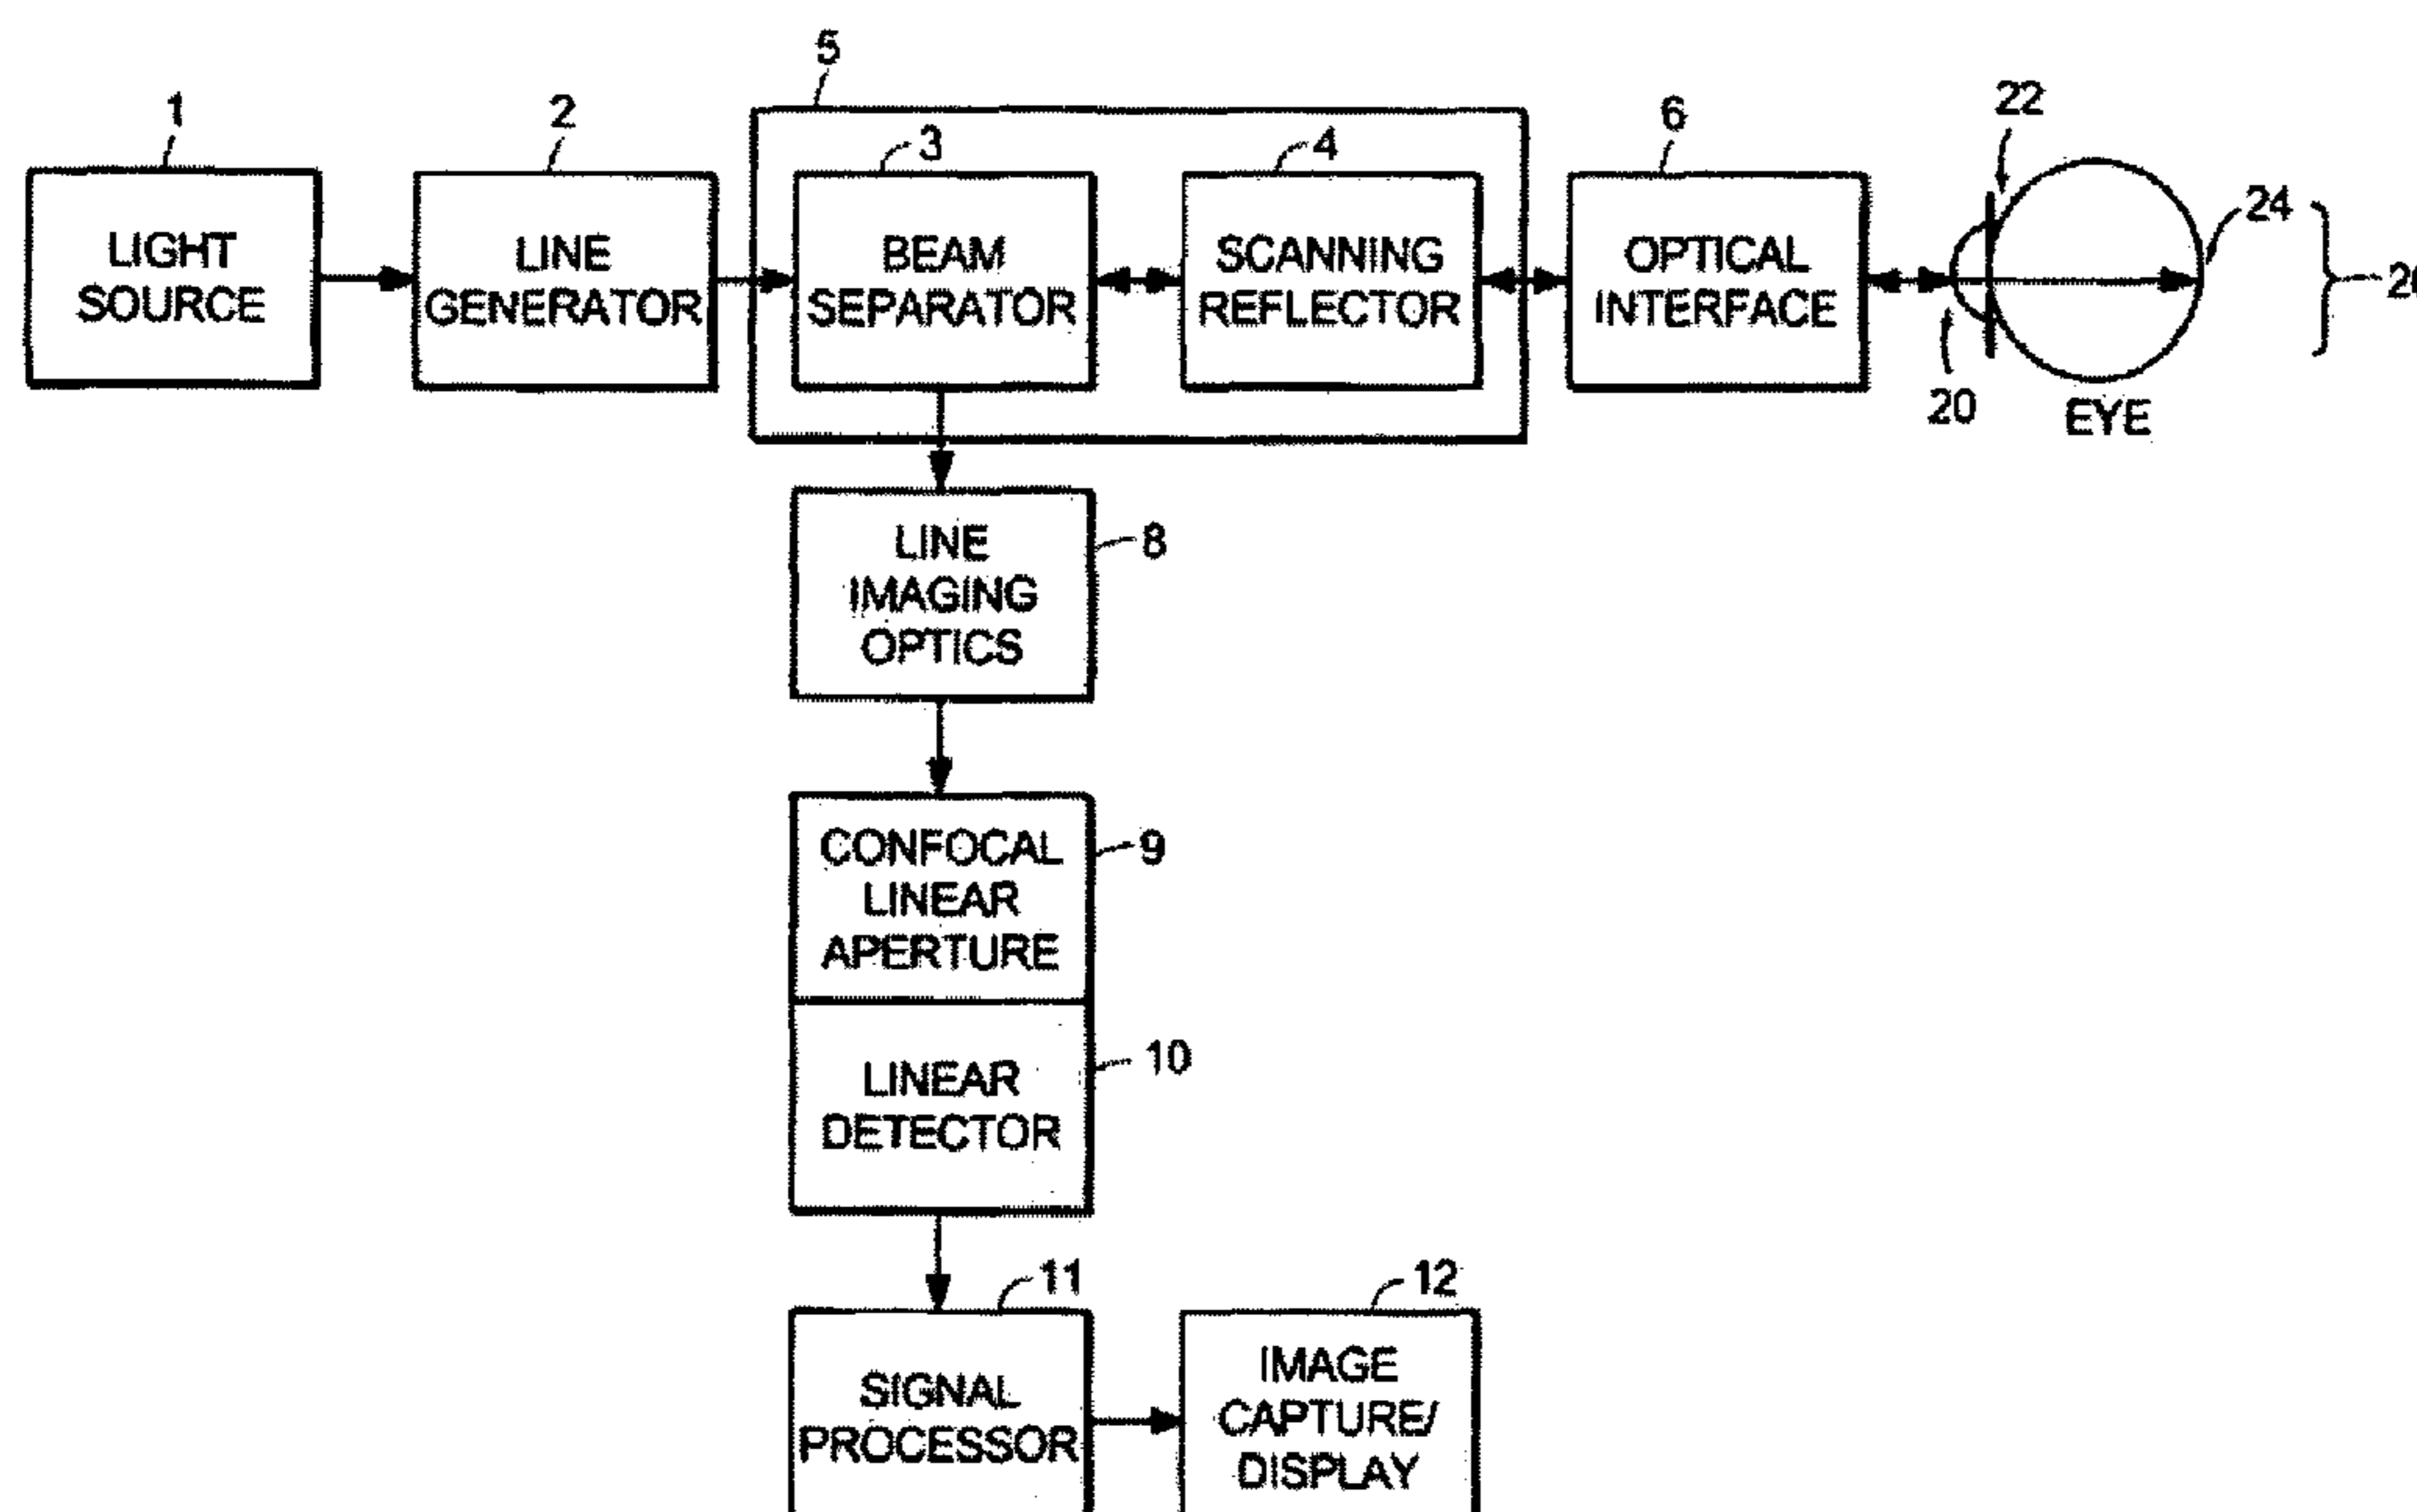 5
1
2
3
4
6
22
24
LIGHT
SOURCE
LINE
GENERATOR
BEAM
SEPARATOR
SCANNING
REFLECTOR
OPTICAL
INTERFACE
20
EYE
LINE
IMAGING
OPTICS
8
CONFOCAL
LINEAR
APERTURE
9
LINEAR
DETECTOR
10
11
12
SIGNAL
PROCESSOR
IMAGE
CAPTURE/
DISPLAY